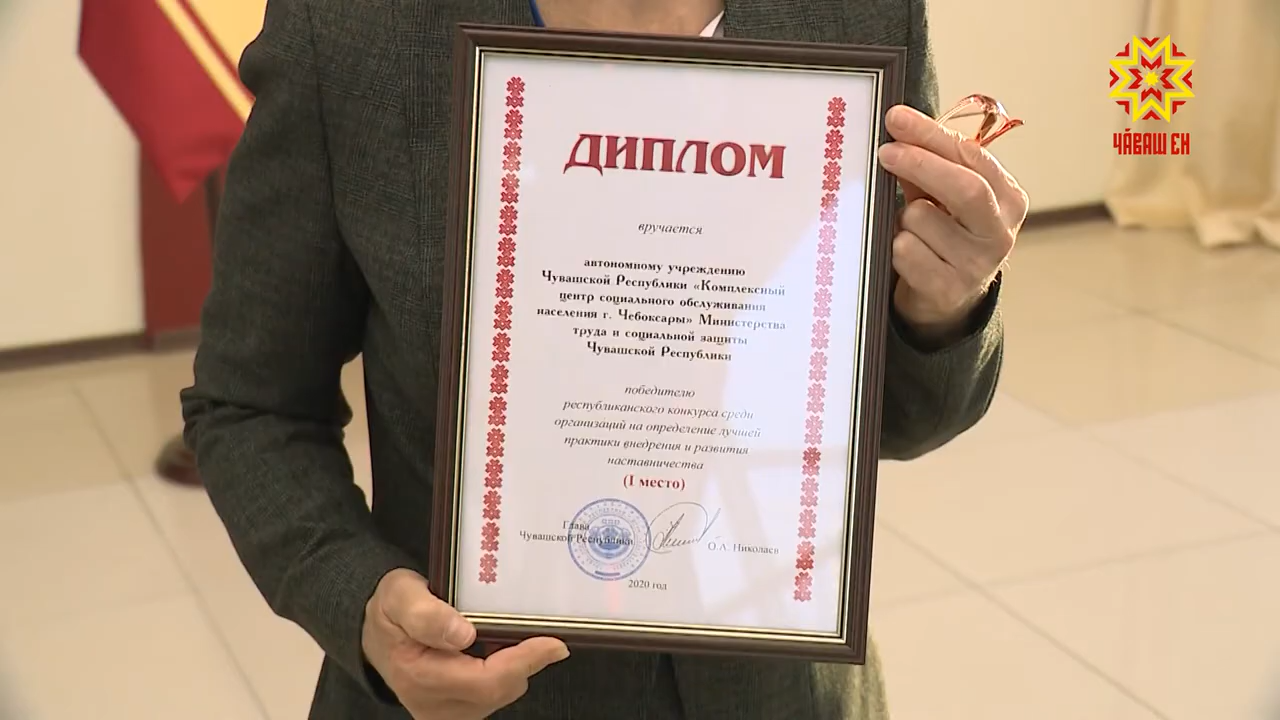 ДИПЛОМ
вручается
автономному учреждению
Чувашской Республики «Комплексный
центр социального обслуживания
населения г. Чебоксары» Министерства
труда и социальной защиты
Чувашской Республики
победителю
республиканского конкурса среди
организаций на определение лучшей
практики внедрения и развития
наставничества
(I место)
Глава
Чувашской Республики
О.А. Николаев
2020 год
ЧӐВАШ ЕН